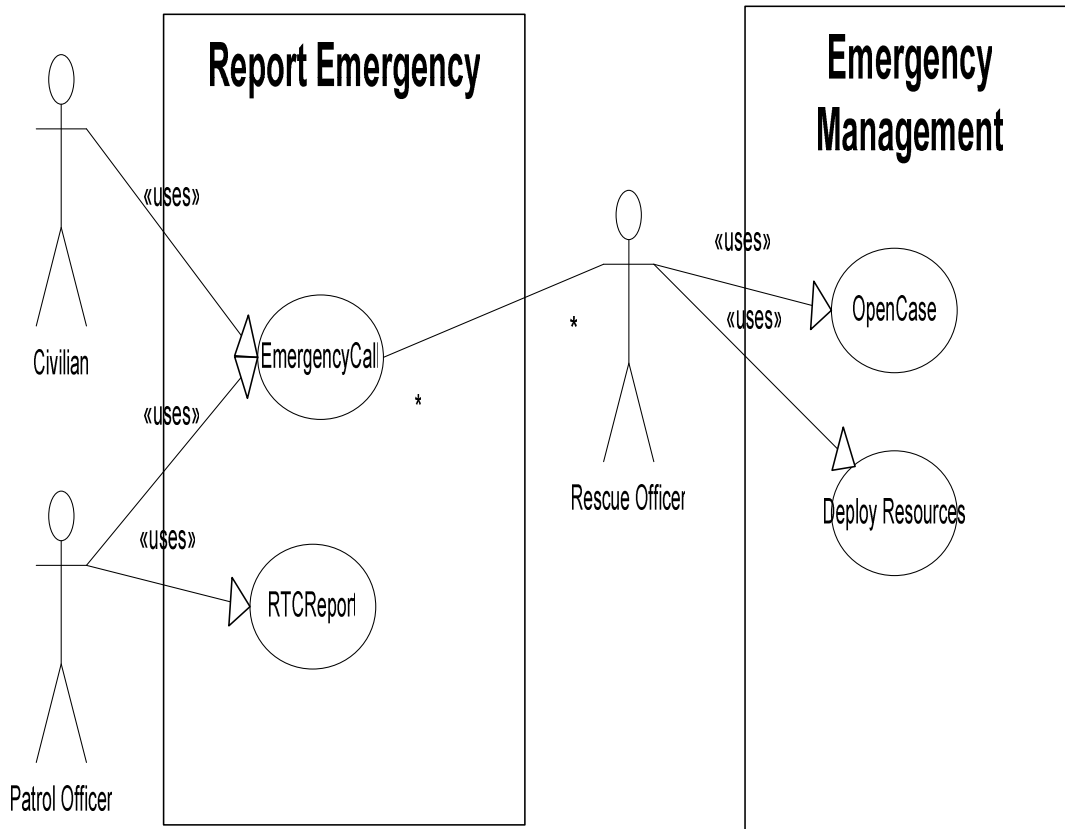 Report Emergency
Emergency
Management
«uses»
«uses»
«uses»
OpenCase
«uses»
EmergencyCall
*
Civilian
*
«uses»
Rescue Officer
Deploy Resources
«uses»
RTCReport
Patrol Officer